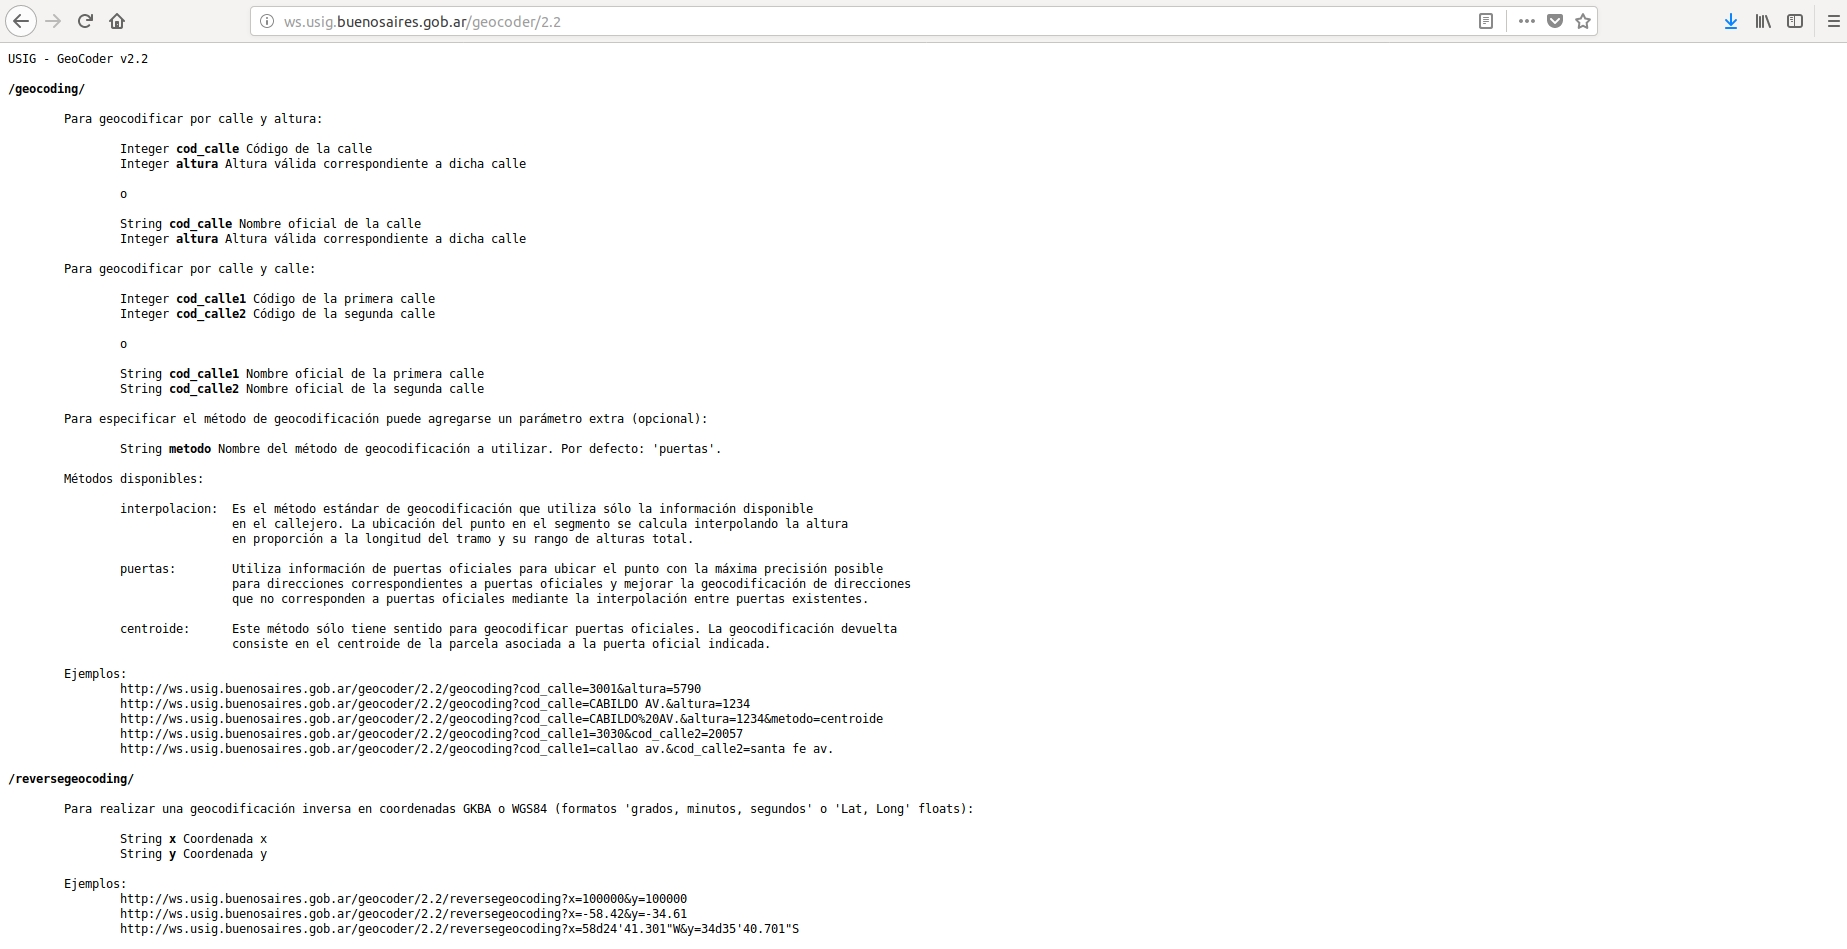 ws.usig.buenosaires.gob.ar/geocoder/2.2
USIG - GeoCoder v2.2
/geocoding/
Para geocodificar por calle y altura:
Integer cod_calle Código de la calle
Integer altura Altura válida correspondiente a dicha calle
o
String cod_calle Nombre oficial de la calle
Integer altura Altura válida correspondiente a dicha calle
Para geocodificar por calle y calle:
Integer cod_calle1 Código de la primera calle
Integer cod_calle2 Código de la segunda calle
o
String cod_calle1 Nombre oficial de la primera calle
String cod_calle2 Nombre oficial de la segunda calle
Para especificar el método de geocodificación puede agregarse un parámetro extra (opcional):
String metodo Nombre del método de geocodificación a utilizar. Por defecto: 'puertas'.
Métodos disponibles:
interpolacion: Es el método estándar de geocodificación que utiliza sólo la información disponible
en el callejero. La ubicación del punto en el segmento se calcula interpolando la altura
en proporción a la longitud del tramo y su rango de alturas total.
puertas: Utiliza información de puertas oficiales para ubicar el punto con la máxima precisión posible
para direcciones correspondientes a puertas oficiales y mejorar la geocodificación de direcciones
que no corresponden a puertas oficiales mediante la interpolación entre puertas existentes.
centroide: Este método sólo tiene sentido para geocodificar puertas oficiales. La geocodificación devuelta
consiste en el centroide de la parcela asociada a la puerta oficial indicada.
Ejemplos:
http://ws.usig.buenosaires.gob.ar/geocoder/2.2/geocoding?cod_calle=3001&altura=5790
http://ws.usig.buenosaires.gob.ar/geocoder/2.2/geocoding?cod_calle=CABILDO AV.&altura=1234
http://ws.usig.buenosaires.gob.ar/geocoder/2.2/geocoding?cod_calle=CABILDO%20AV.&altura=1234&metodo=centroide
http://ws.usig.buenosaires.gob.ar/geocoder/2.2/geocoding?cod_calle1=3030&cod_calle2=20057
http://ws.usig.buenosaires.gob.ar/geocoder/2.2/geocoding?cod_calle1=callao av.&cod_calle2=santa fe av.
/reversegeocoding/
Para realizar una geocodificación inversa en coordenadas GKBA o WGS84 (formatos 'grados, minutos, segundos' o 'Lat, Long' floats):
String x Coordenada x
String y Coordenada y
Ejemplos:
http://ws.usig.buenosaires.gob.ar/geocoder/2.2/reversegeocoding?x=100000&y=100000
http://ws.usig.buenosaires.gob.ar/geocoder/2.2/reversegeocoding?x=-58.42&y=-34.61
http://ws.usig.buenosaires.gob.ar/geocoder/2.2/reversegeocoding?x=58d24'41.301"W&y=34d35'40.701"S